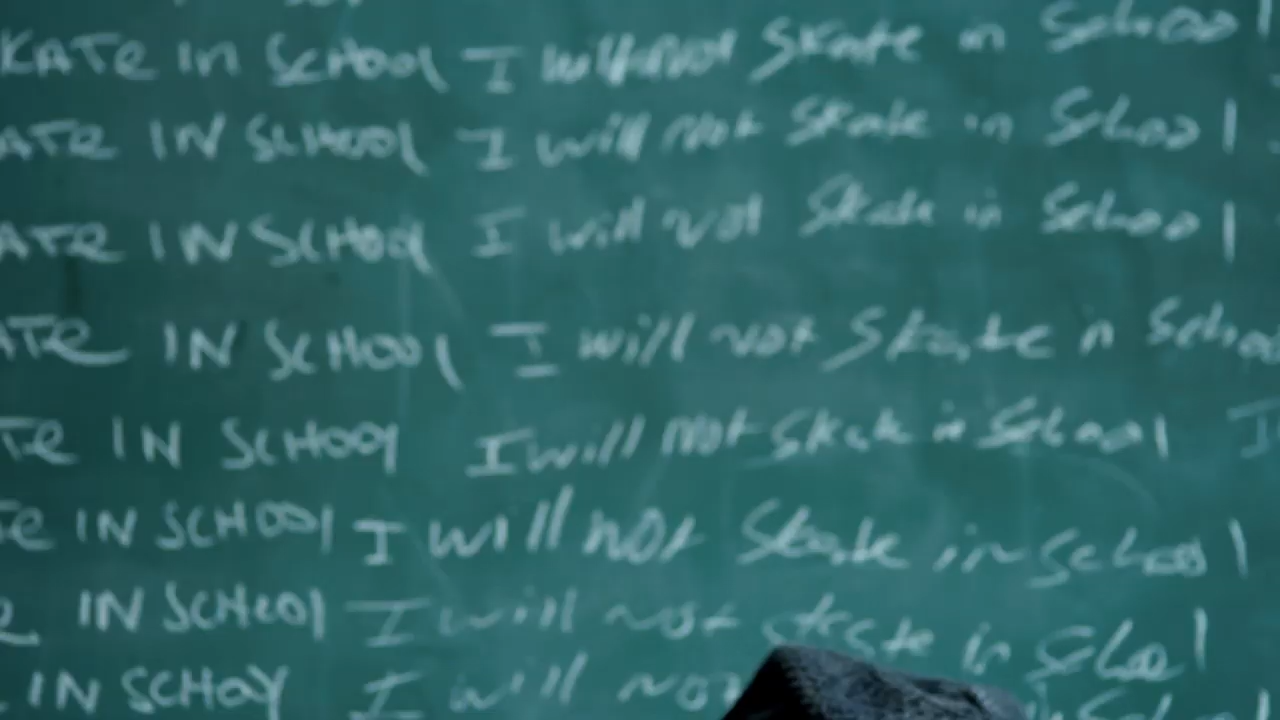 KATE IN SCHOOL I will not Skate in School
ATE IN SCHOOL I will not Skate in School
ATE IN SCHOOL I will not Skate in School
ATE IN SCHOOL I will not Skate n School
TE IN SCHOOL I will not Skate in School I
TE IN SCHOOL I will not Skate in School
E IN SCHOOL I will not skate in School
IN SCHOOL I will not